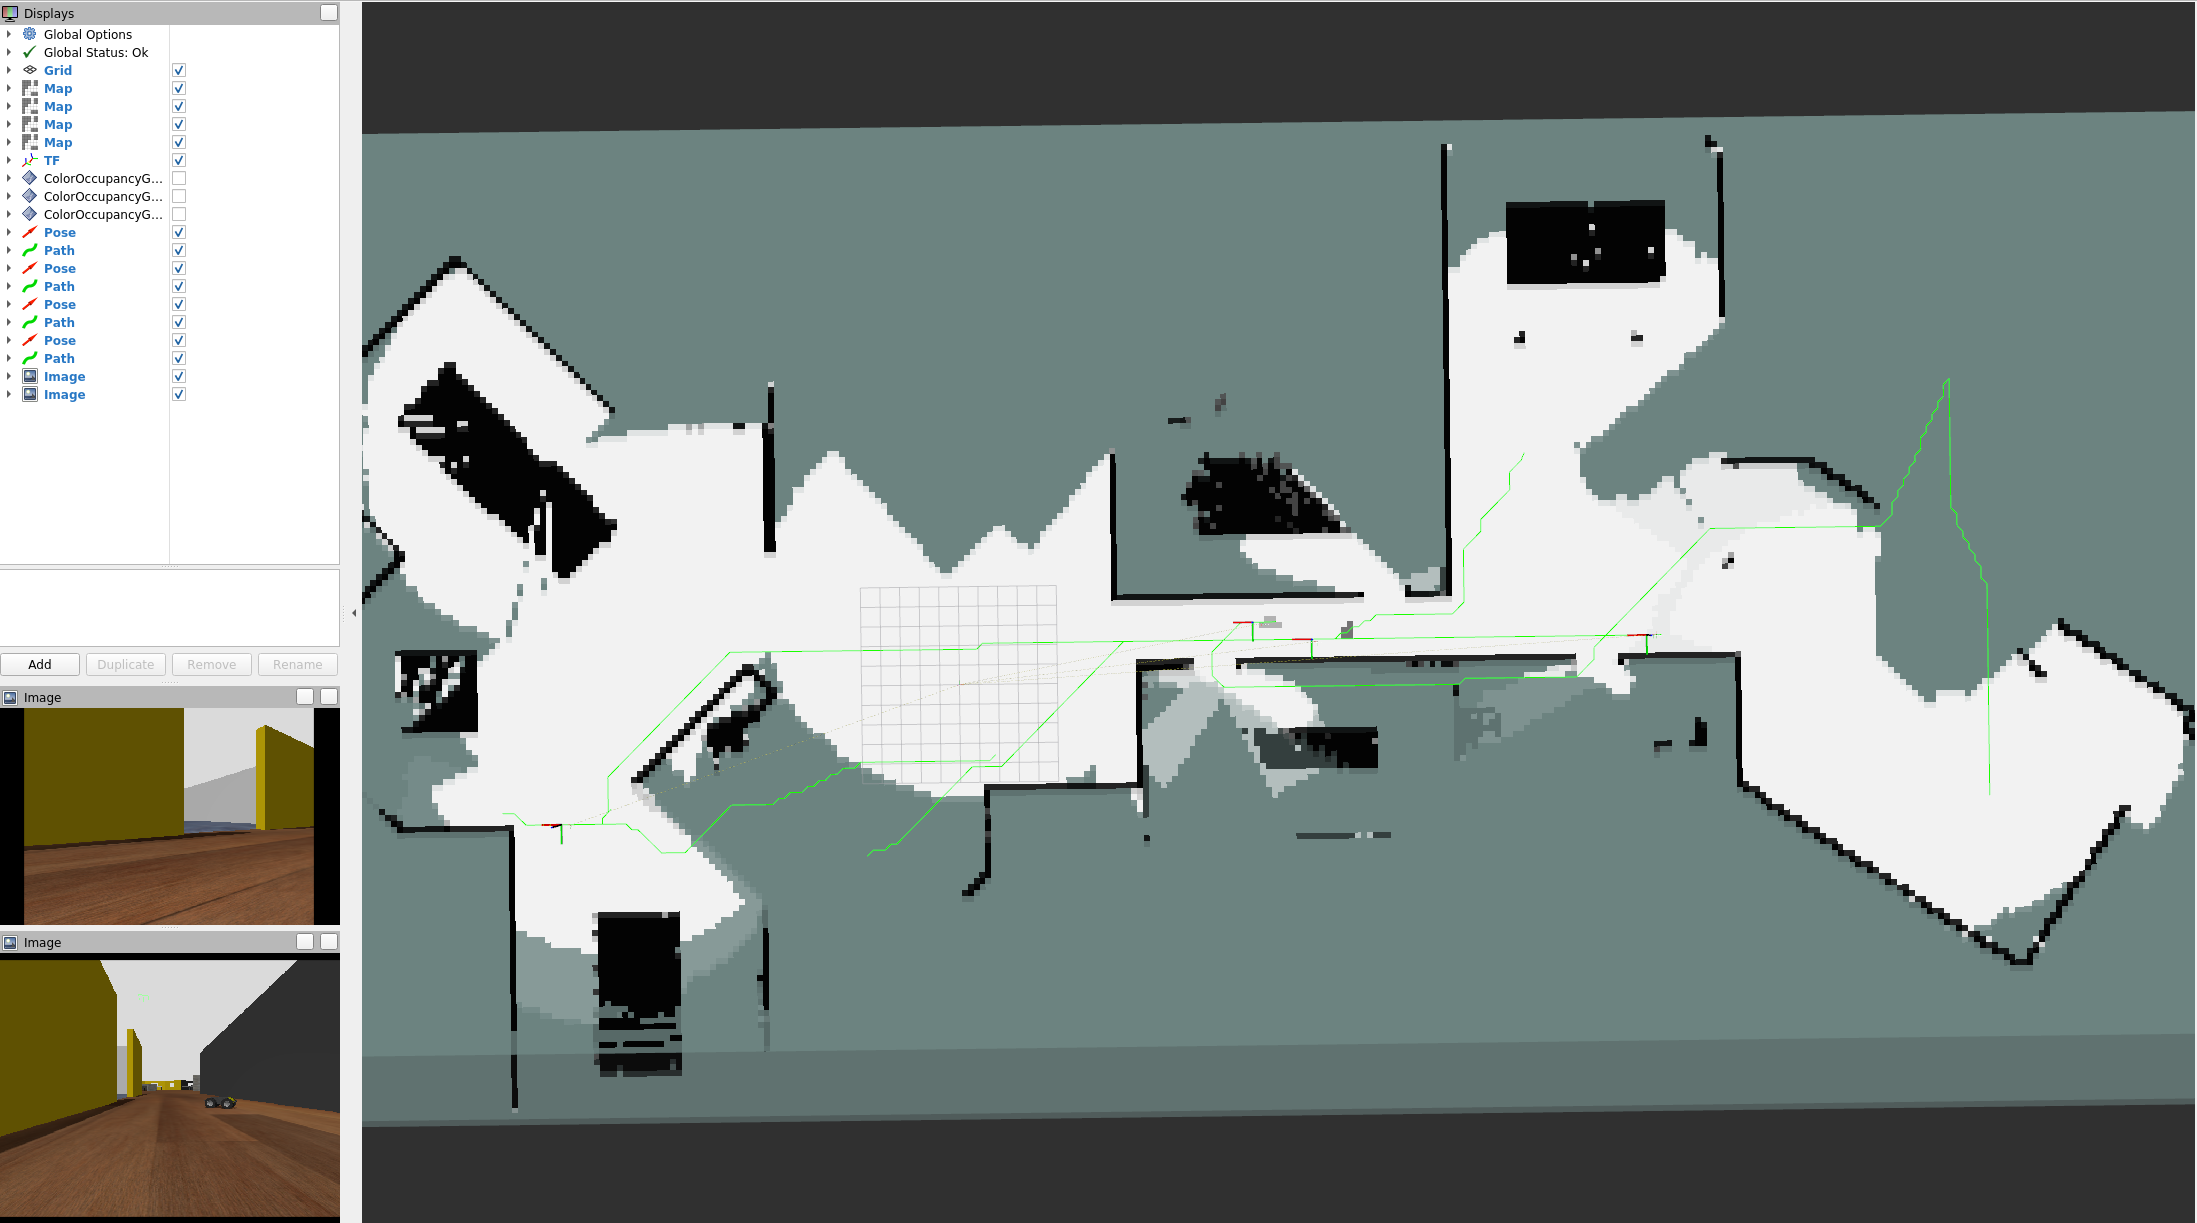 Displays
Global Options
Global Status: Ok
Grid
Map
Map
Map
Map
TF
ColorOccupancyG...
ColorOccupancyG...
ColorOccupancyG...
Pose
Path
Pose
Path
Pose
Path
Pose
Path
Image
Image
Add Duplicate Remove Rename
Image
Image